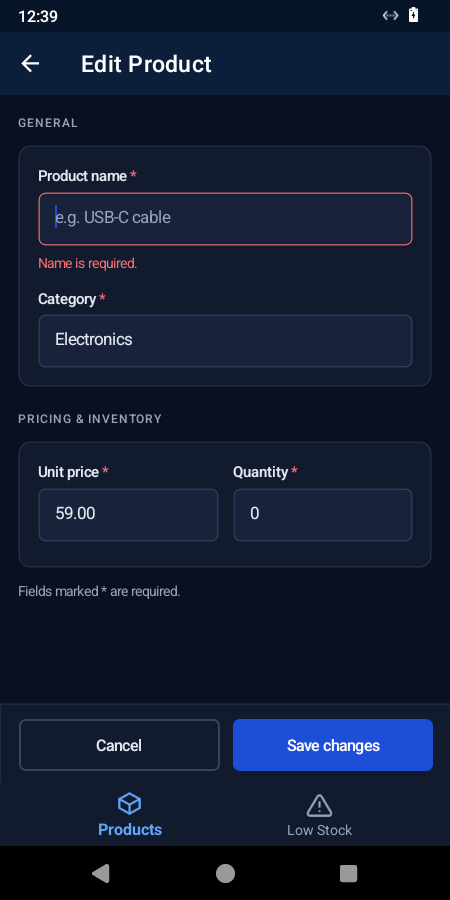 12:39
Edit Product
GENERAL
Product name *
e.g. USB-C cable
Name is required.
Category *
Electronics
PRICING & INVENTORY
Unit price *
Quantity *
59.00
0
Fields marked * are required.
Cancel
Save changes
Products
Low Stock